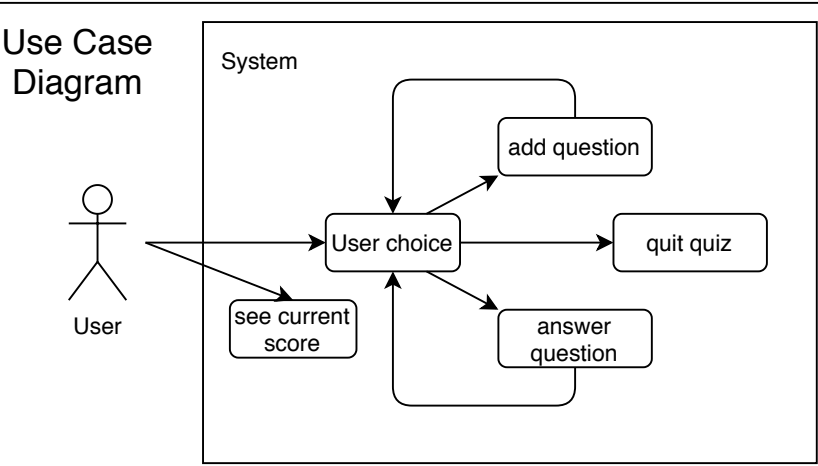 Use Case
Diagram
System
add question
User choice
quit quiz
User
see current
score
answer
question